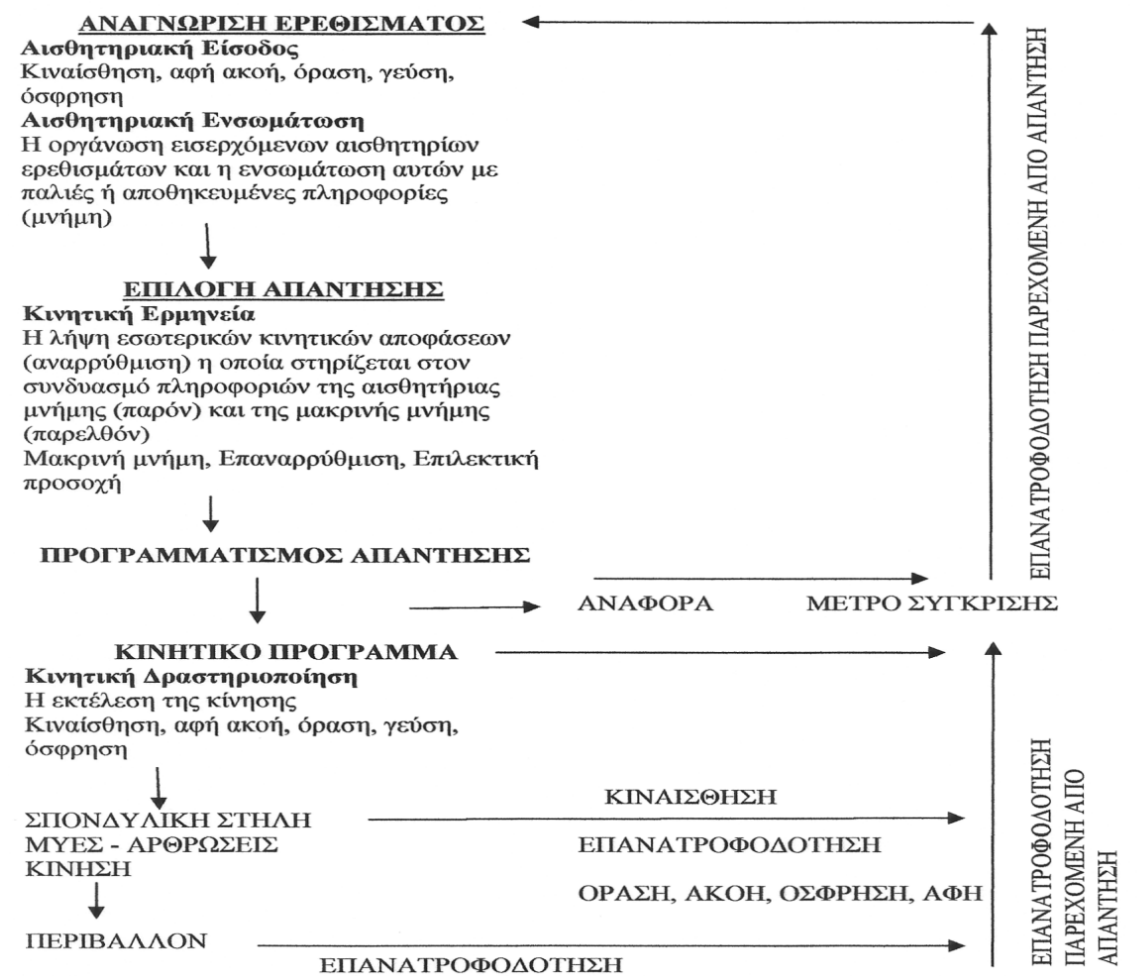 ΑΝΑΓΝΩΡΙΣΗ ΕΡΕΘΙΣΜΑΤΟΣ
Αισθητηριακή Είσοδος
Κιναίσθηση, αφή ακοή, όραση, γεύση,
όσφρηση
Αισθητηριακή Ενσωμάτωση
Η οργάνωση εισερχόμενων αισθητηρίων
ερεθισμάτων και η ενσωμάτωση αυτών με
παλιές ή αποθηκευμένες πληροφορίες
(μνήμη)
ΕΠΙΛΟΓΗ ΑΠΑΝΤΗΣΗΣ
Κινητική Ερμηνεία
Η λήψη εσωτερικών κινητικών αποφάσεων
(αναρρύθμιση) η οποία στηρίζεται στον
συνδυασμό πληροφοριών της αισθητήριας
μνήμης (παρόν) και της μακρινής μνήμης
(παρελθόν)
Μακρινή μνήμη, Επαναρρύθμιση, Επιλεκτική
προσοχή
ΠΡΟΓΡΑΜΜΑΤΙΣΜΟΣ ΑΠΑΝΤΗΣΗΣ
ΑΝΑΦΟΡΑ ΜΕΤΡΟ ΣΥΓΚΡΙΣΗΣ
ΕΠΑΝΑΤΡΟΦΟΔΟΤΗΣΗ ΠΑΡΕΧΟΜΕΝΗ ΑΠΟ ΑΠΑΝΤΗΣΗ
ΚΙΝΗΤΙΚΟ ΠΡΟΓΡΑΜΜΑ
Κινητική Δραστηριοποίηση
Η εκτέλεση της κίνησης
Κιναίσθηση, αφή ακοή, όραση, γεύση,
όσφρηση
ΣΠΟΝΔΥΛΙΚΗ ΣΤΗΛΗ
ΜΥΕΣ - ΑΡΘΡΩΣΕΙΣ
ΚΙΝΗΣΗ
ΚΙΝΑΙΣΘΗΣΗ
ΕΠΑΝΑΤΡΟΦΟΔΟΤΗΣΗ
ΟΡΑΣΗ, ΑΚΟΗ, ΟΣΦΡΗΣΗ, ΑΦΗ
ΠΕΡΙΒΑΛΛΟΝ
ΕΠΑΝΑΤΡΟΦΟΔΟΤΗΣΗ
ΕΠΑΝΑΤΡΟΦΟΔΟΤΗΣΗ
ΠΑΡΕΧΟΜΕΝΗ ΑΠΟ
ΑΠΑΝΤΗΣΗ